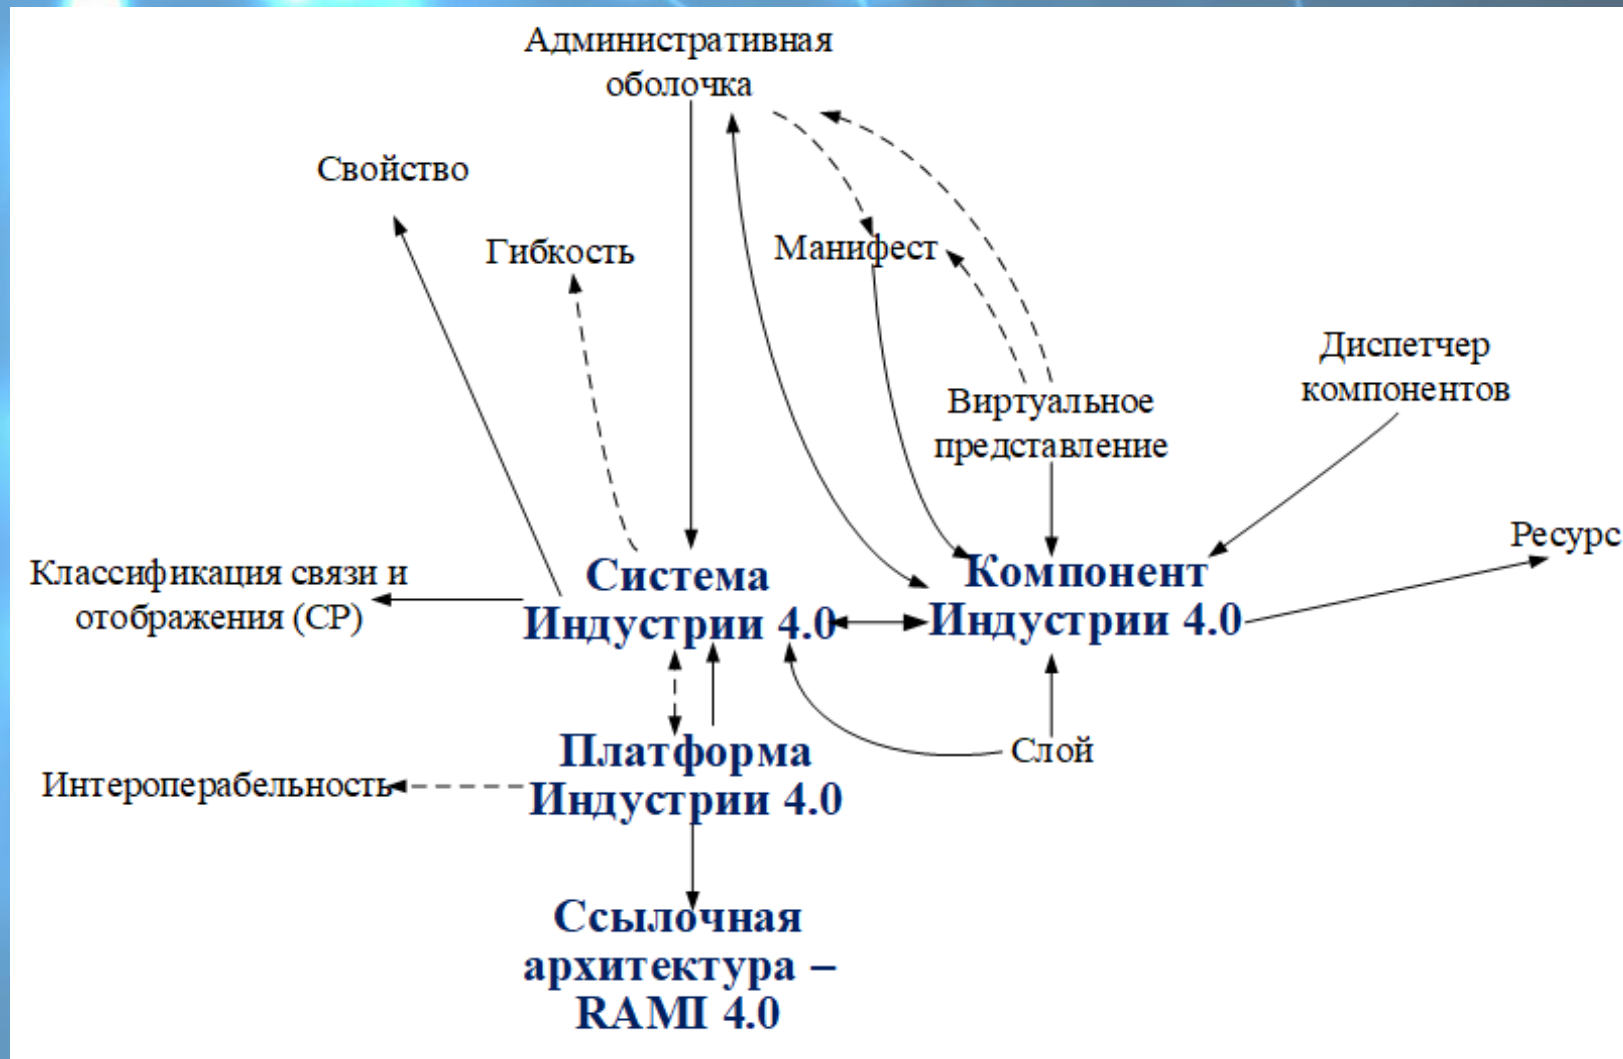 Административная
оболочка
Свойство
Гибкость
Манифест
Диспетчер
компонентов
Виртуальное
представление
Ресурс
Классификация связи и
отображения (СР)
Система
Индустрии 4.0
Компонент
Индустрии 4.0
Платформа
Индустрии 4.0
Слой
Интероперабельность
Ссылочная
архитектура –
RAMI 4.0